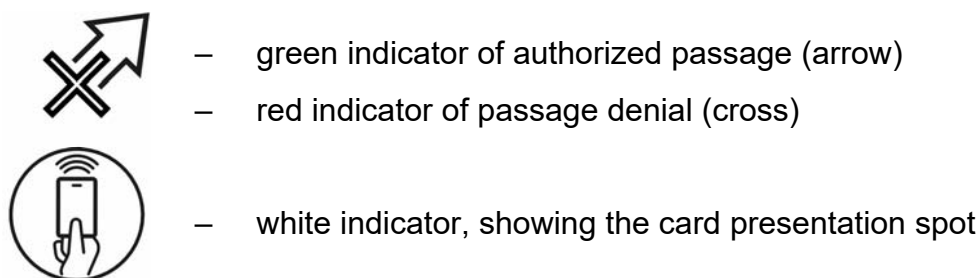 – green indicator of authorized passage (arrow)
– red indicator of passage denial (cross)
– white indicator, showing the card presentation spot